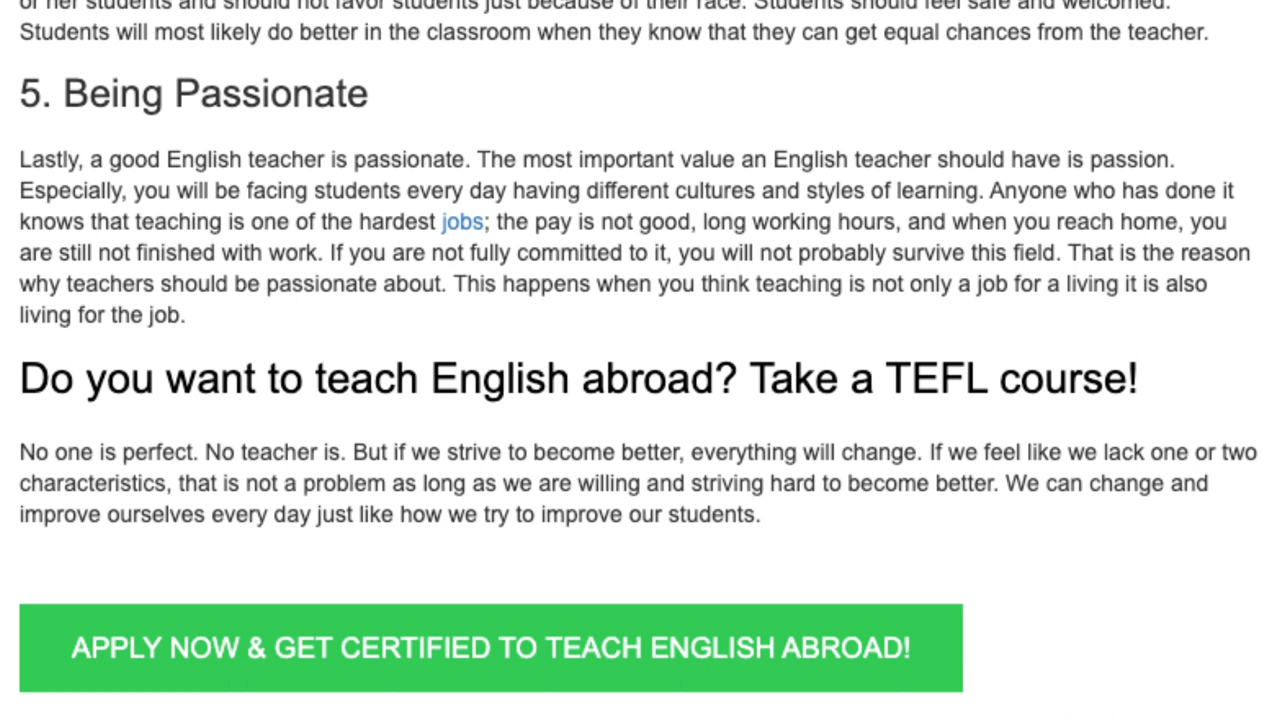 or her students and should not favor students just because of their race. Students should feel safe and welcomed.
Students will most likely do better in the classroom when they know that they can get equal chances from the teacher.
5. Being Passionate
Lastly, a good English teacher is passionate. The most important value an English teacher should have is passion.
Especially, you will be facing students every day having different cultures and styles of learning. Anyone who has done it
knows that teaching is one of the hardest jobs; the pay is not good, long working hours, and when you reach home, you
are still not finished with work. If you are not fully committed to it, you will not probably survive this field. That is the reason
why teachers should be passionate about. This happens when you think teaching is not only a job for a living it is also
living for the job.
Do you want to teach English abroad? Take a TEFL course!
No one is perfect. No teacher is. But if we strive to become better, everything will change. If we feel like we lack one or two
characteristics, that is not a problem as long as we are willing and striving hard to become better. We can change and
improve ourselves every day just like how we try to improve our students.
APPLY NOW & GET CERTIFIED TO TEACH ENGLISH ABROAD!